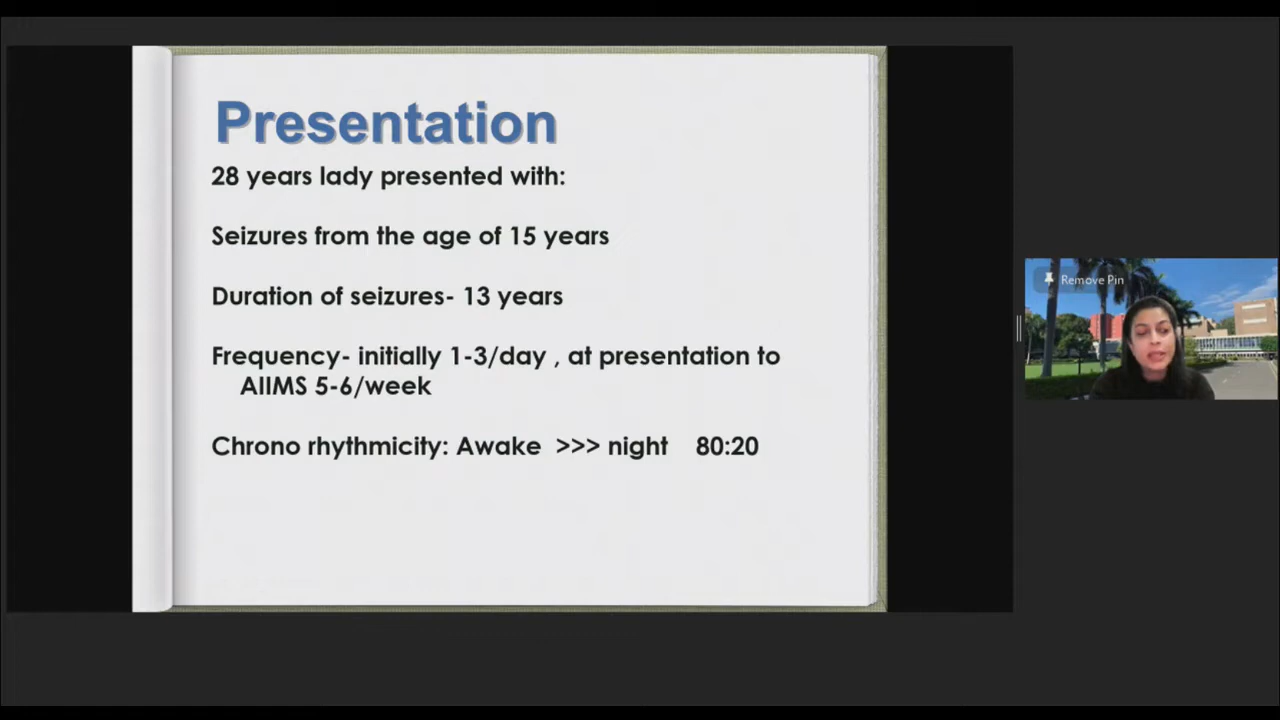 Presentation
28 years lady presented with:
Seizures from the age of 15 years
Duration of seizures- 13 years
Frequency- initially 1-3/day , at presentation to
AIIMS 5-6/week
Chrono rhythmicity: Awake >>> night 80:20
Remove Pin